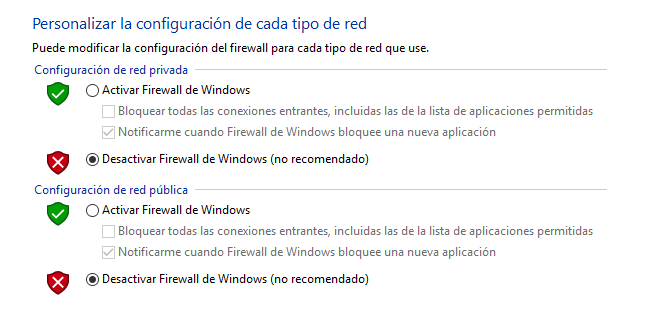 Personalizar la configuración de cada tipo de red
Puede modificar la configuración del firewall para cada tipo de red que use.
Configuración de red privada
Activar Firewall de Windows
Bloquear todas las conexiones entrantes, incluidas las de la lista de aplicaciones permitidas
Notificarme cuando Firewall de Windows bloquee una nueva aplicación
Desactivar Firewall de Windows (no recomendado)
Configuración de red pública
Activar Firewall de Windows
Bloquear todas las conexiones entrantes, incluidas las de la lista de aplicaciones permitidas
Notificarme cuando Firewall de Windows bloquee una nueva aplicación
Desactivar Firewall de Windows (no recomendado)